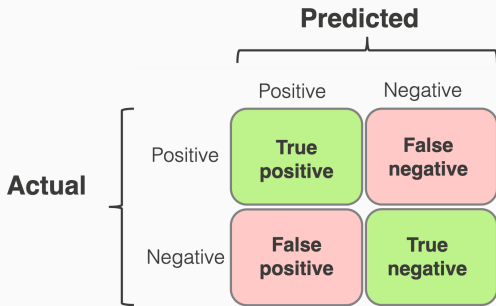 Predicted
Positive Negative
Positive
True
positive
False
negative
Actual
Negative
False
positive
True
negative